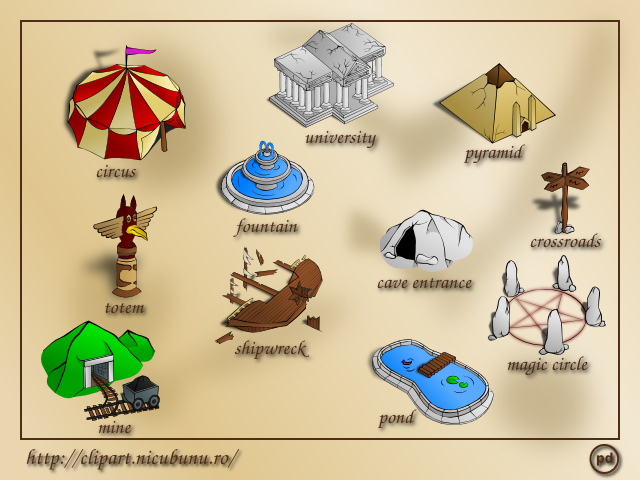 university
pyramid
circus
fountain
crossroads
cave entrance
totem
shipwreck
magic circle
pond
mine
http://clipart.nicubunu.ro/
pd